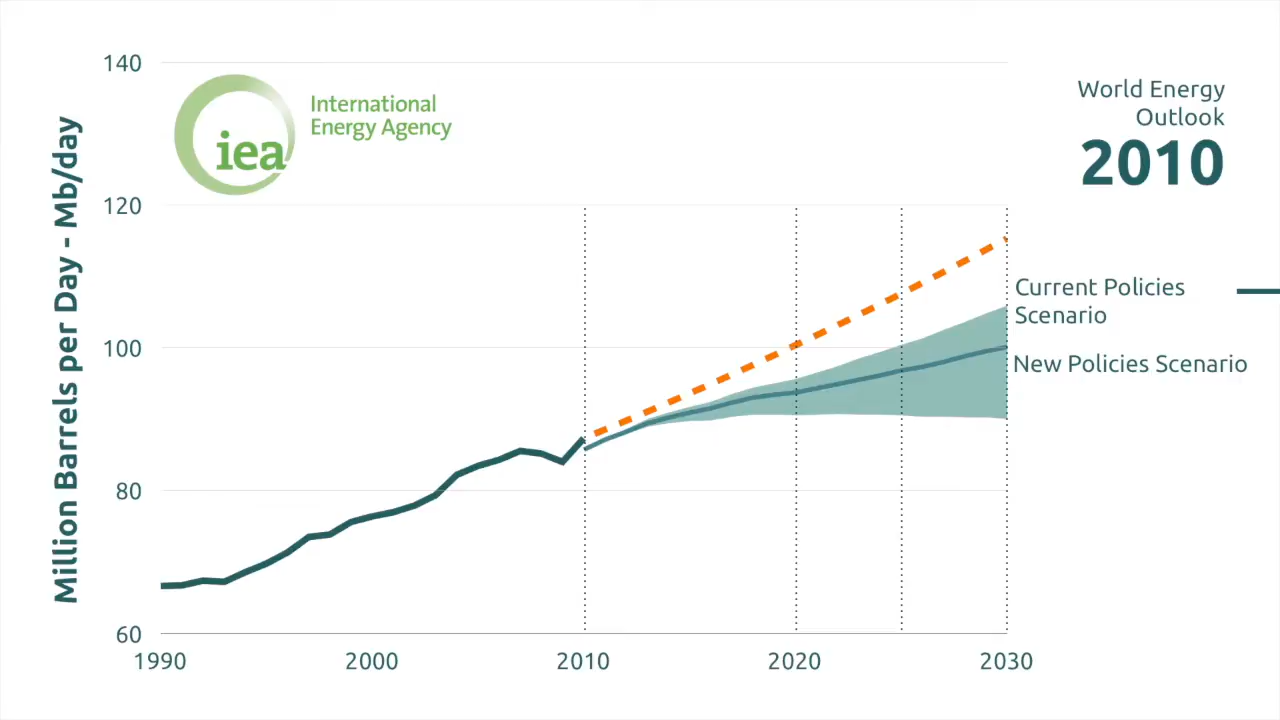 140
iea
International
Energy Agency
World Energy
Outlook
2010
Million Barrels per Day - Mb/day
120
Current Policies
Scenario
100
New Policies Scenario
80
60
1990
2000
2010
2020
2030